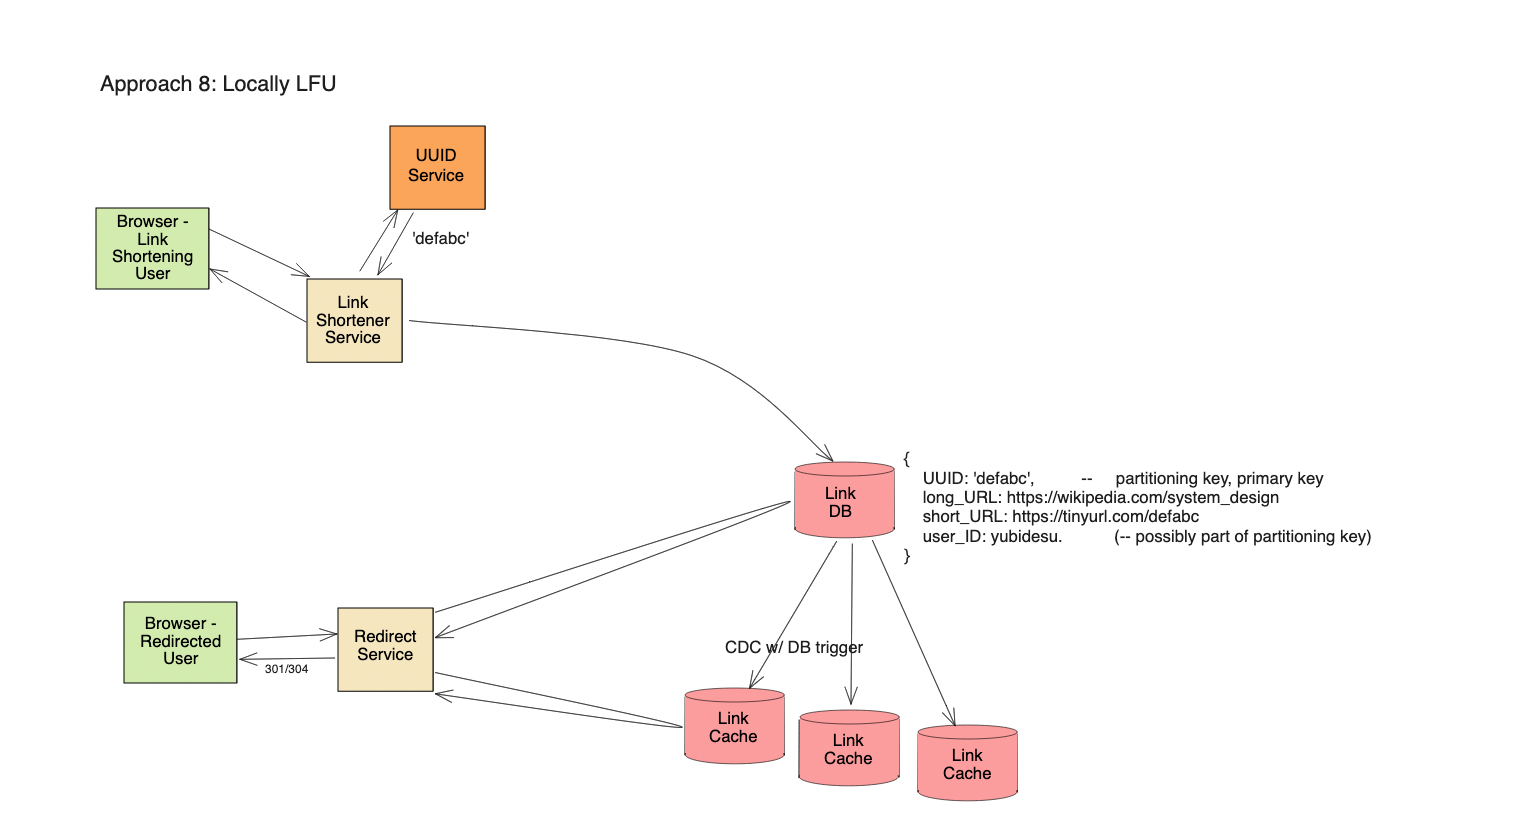 Approach 8: Locally LFU
UUID
Service
'defabc'
Browser -
Link
Shortening
User
Link
Shortener
Service
Link
DB
{
UUID: 'defabc', -- partitioning key, primary key
long_URL: https://wikipedia.com/system_design
short_URL: https://tinyurl.com/defabc
user_ID: yubidesu. (-- possibly part of partitioning key)
}
Browser -
Redirected
User
301/304
Redirect
Service
CDC w/ DB trigger
Link
Cache
Link
Cache
Link
Cache